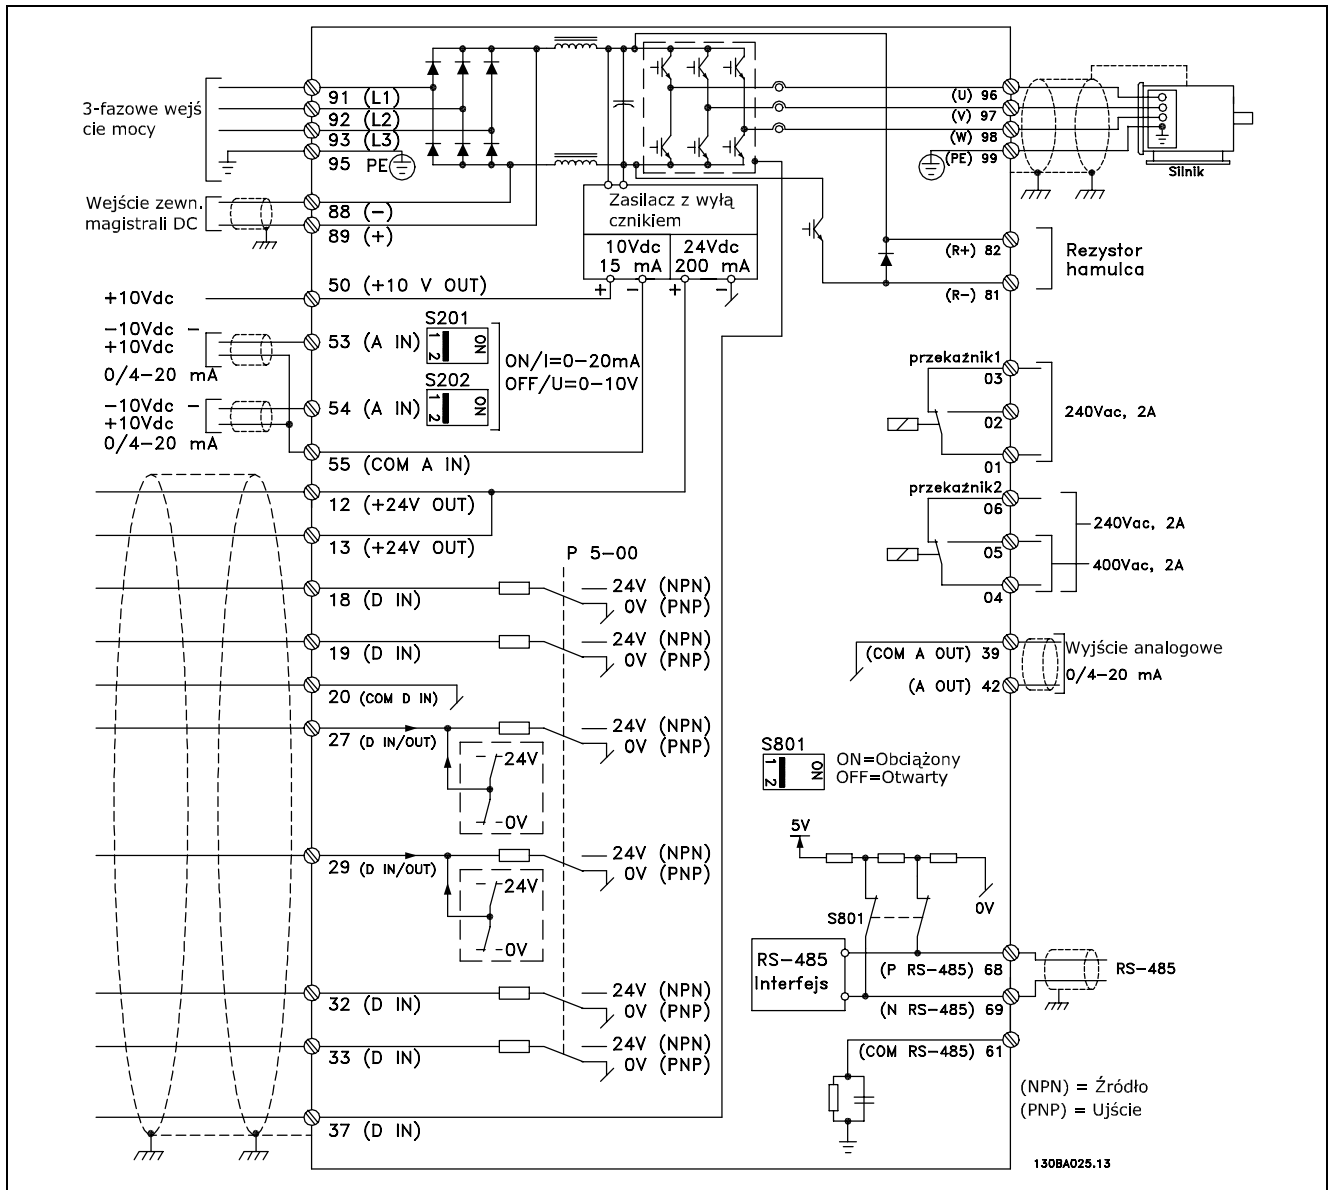 3-fazowe wejś
cie mocy
91 (L1)
92 (L2)
93 (L3)
95 PE
Wejście zewn.
magistrali DC
88 (-)
89 (+)
Zasilacz z wyłą
cznikiem
10Vdc
15 mA
24Vdc
200 mA
+ - + -
(U) 96
(V) 97
(W) 98
(PE) 99
Silnik
(R+) 82
(R-) 81
Rezystor
hamulca
+10Vdc
50 (+10 V OUT)
-10Vdc -
+10Vdc
0/4-20 mA
53 (A IN)
S201
1 2 ON
ON/I=0-20mA
OFF/U=0-10V
S202
1 2 ON
-10Vdc -
+10Vdc
0/4-20 mA
54 (A IN)
55 (COM A IN)
12 (+24V OUT)
13 (+24V OUT)
P 5-00
18 (D IN)
24V (NPN)
0V (PNP)
19 (D IN)
24V (NPN)
0V (PNP)
20 (COM D IN)
27 (D IN/OUT)
24V (NPN)
0V (PNP)
24V
0V
29 (D IN/OUT)
24V (NPN)
0V (PNP)
24V
0V
32 (D IN)
24V (NPN)
0V (PNP)
33 (D IN)
24V (NPN)
0V (PNP)
37 (D IN)
przekaźnik1
03
02
01
240Vac, 2A
przekaźnik2
06
05
04
240Vac, 2A
400Vac, 2A
(COM A OUT) 39
(A OUT) 42
Wyjście analogowe
0/4-20 mA
S801
1 2 ON
ON=Obciążony
OFF=Otwarty
5V
0V
S801
RS-485
Interfejs
(P RS-485) 68
(N RS-485) 69
RS-485
(COM RS-485) 61
(NPN) = Źródło
(PNP) = Ujście
130BA025.13